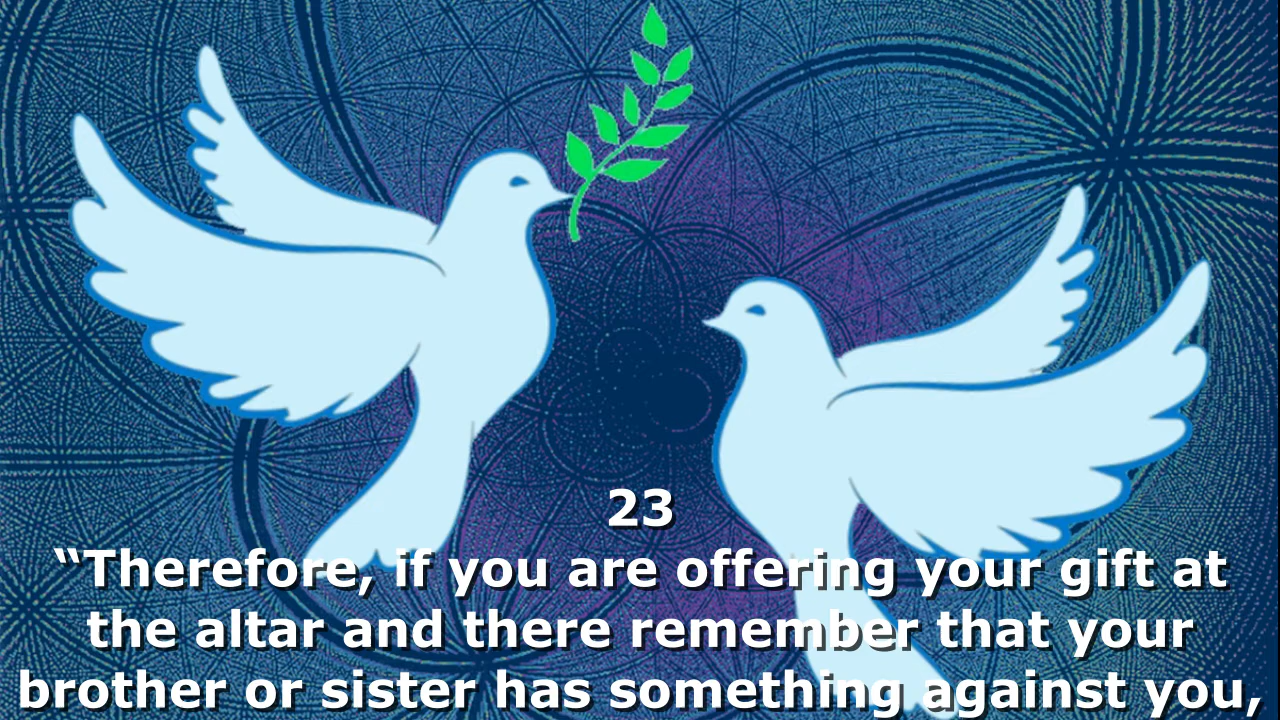 23
“Therefore, if you are offering your gift at
the altar and there remember that your
brother or sister has something against you,